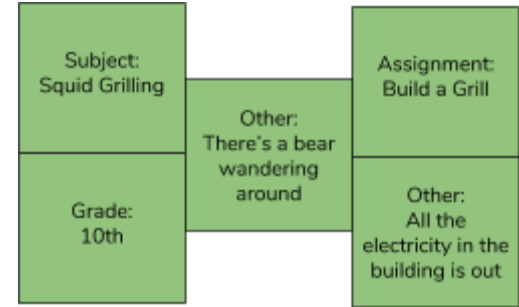 Subject:
Squid Grilling
Grade:
10th
Other:
There's a bear
wandering
around
Assignment:
Build a Grill
Other:
All the
electricity in the
building is out